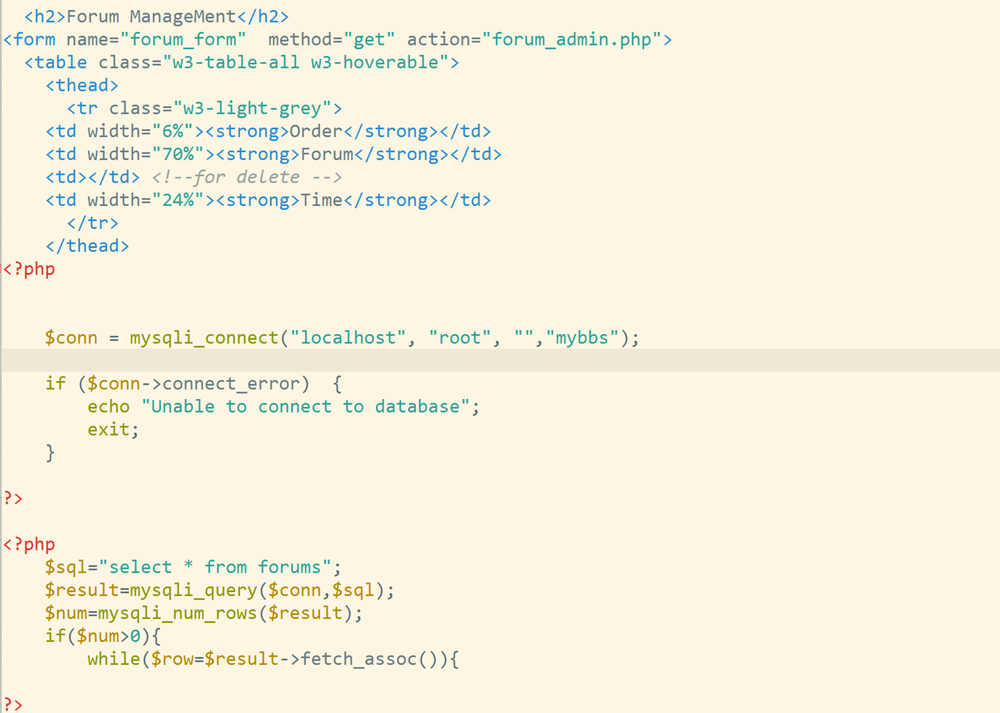 <h2>Forum ManageMent</h2>
<form name="forum_form"  method="get" action="forum_admin.php">
<table class="w3-table-all w3-hoverable">
<thead>
<tr class="w3-light-grey">
<td width="6%"><strong>Order</strong></td>
<td width="70%"><strong>Forum</strong></td>
<td></td> <!--for delete -->
<td width="24%"><strong>Time</strong></td>
</tr>
</thead>
<?php
$conn = mysqli_connect("localhost", "root", "","mybbs");
if ($conn->connect_error)  {
echo "Unable to connect to database";
exit;
}
?>
<?php
$sql="select * from forums";
$result=mysqli_query($conn,$sql);
$num=mysqli_num_rows($result);
if($num>0){
while($row=$result->fetch_assoc()){
?>